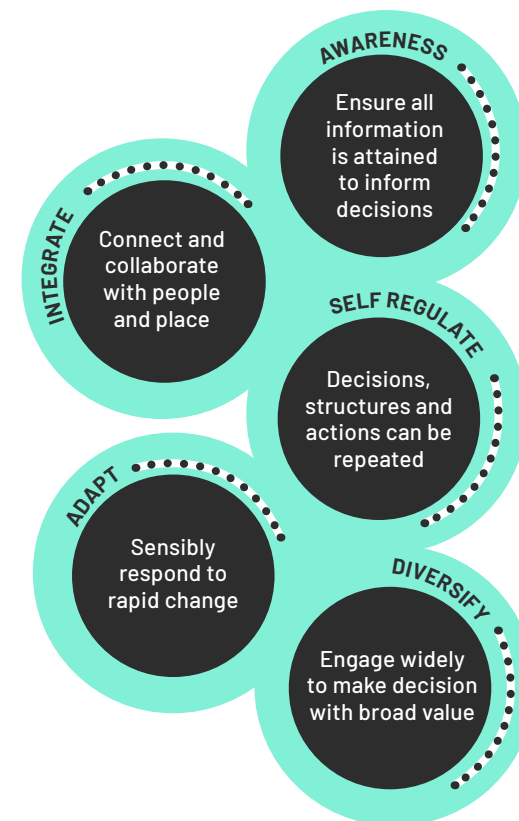 AWARENESS
Ensure all
information
is attained
to inform
decisions
INTEGRATE
Connect and
collaborate
with people
and place
SELF REGULATE
Decisions,
structures and
actions can be
repeated
ADAPT
Sensibly
respond to
rapid change
DIVERSIFY
Engage widely
to make decision
with broad value